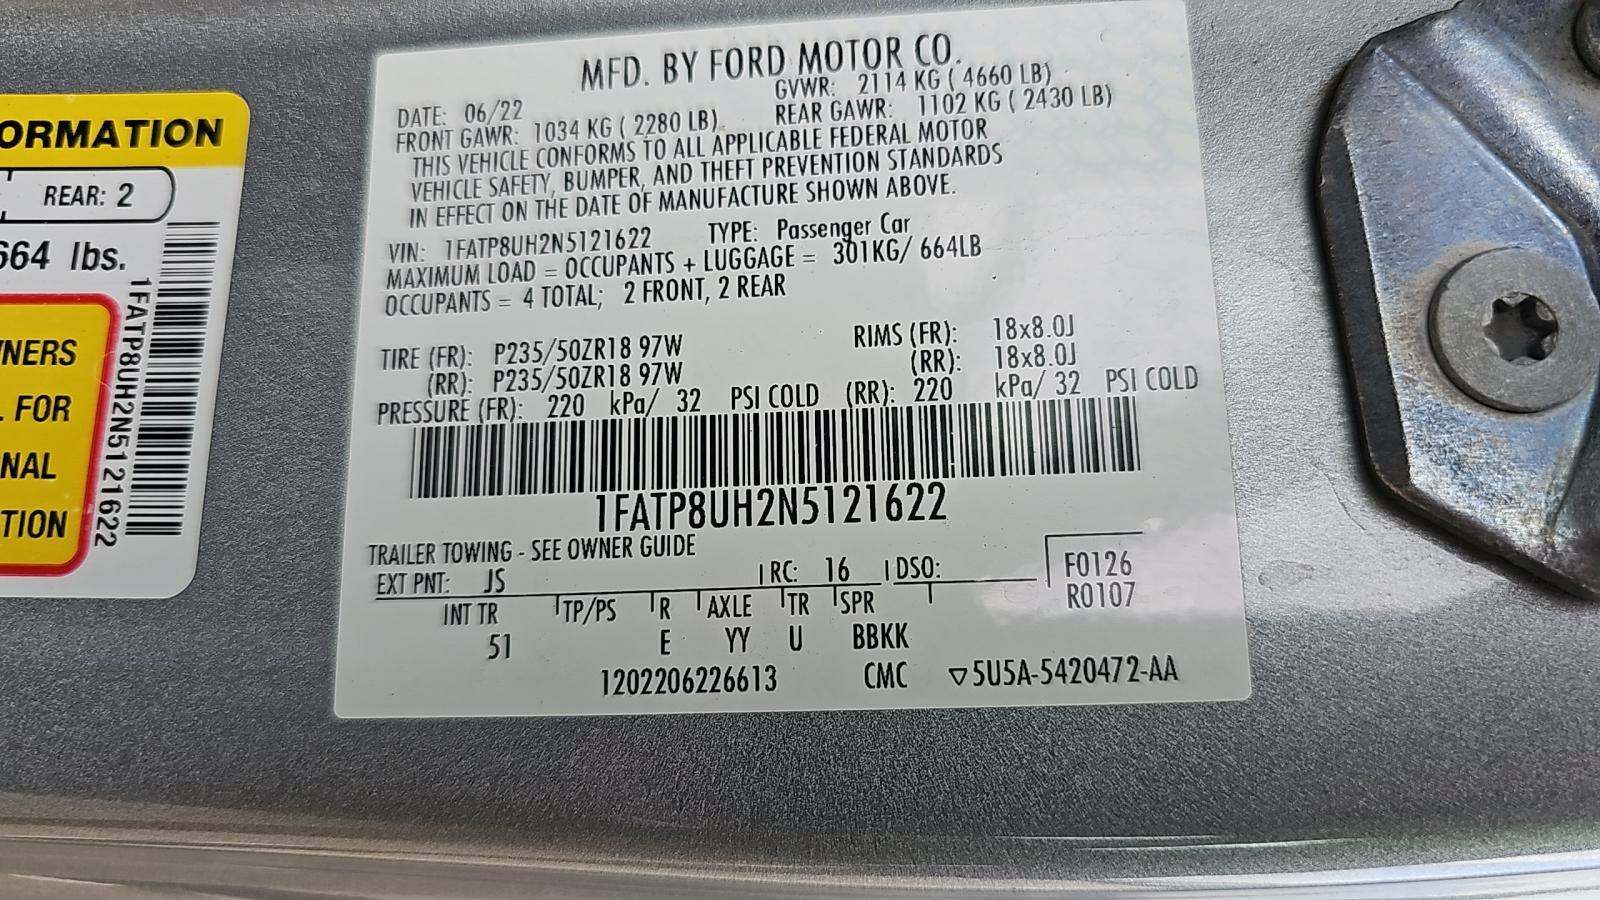 ORMATION
REAR: 2
664 lbs.
1FATP8UH2N5121622
L FOR
NAL
TION
MFD. BY FORD MOTOR CO.
DATE: 06/22 GVWR: 2114 KG ( 4660 LB)
FRONT GAWR: 1034 KG ( 2280 LB) REAR GAWR: 1102 KG ( 2430 LB)
THIS VEHICLE CONFORMS TO ALL APPLICABLE FEDERAL MOTOR
VEHICLE SAFETY, BUMPER, AND THEFT PREVENTION STANDARDS
IN EFFECT ON THE DATE OF MANUFACTURE SHOWN ABOVE.
VIN: 1FATP8UH2N5121622 TYPE: Passenger Car
MAXIMUM LOAD = OCCUPANTS + LUGGAGE = 301KG/ 664LB
OCCUPANTS = 4 TOTAL; 2 FRONT, 2 REAR
TIRE (FR): P235/50ZR18 97W RIMS (FR): 18x8.0J
(RR): P235/50ZR18 97W (RR): 18x8.0J
PRESSURE (FR): 220 kPa/ 32 PSI COLD (RR): 220 kPa/ 32 PSI COLD
1FATP8UH2N5121622
TRAILER TOWING - SEE OWNER GUIDE
EXT PNT: JS RC: 16 DSO: F0126
R0107
INT TR TP/PS R AXLE TR SPR
51 E YY U BBKK
1202206226613 CMC ▽5U5A-5420472-AA